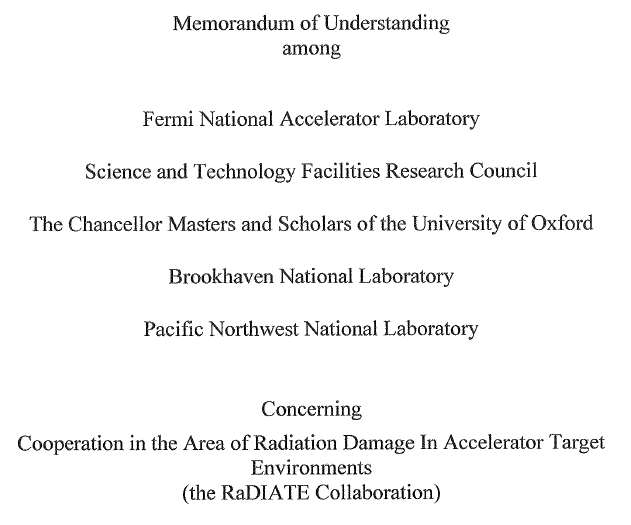 Memorandum of Understanding
among
Fermi National Accelerator Laboratory
Science and Technology Facilities Research Council
The Chancellor Masters and Scholars of the University of Oxford
Brookhaven National Laboratory
Pacific Northwest National Laboratory
Concerning
Cooperation in the Area of Radiation Damage In Accelerator Target
Environments
(the RaDIATE Collaboration)